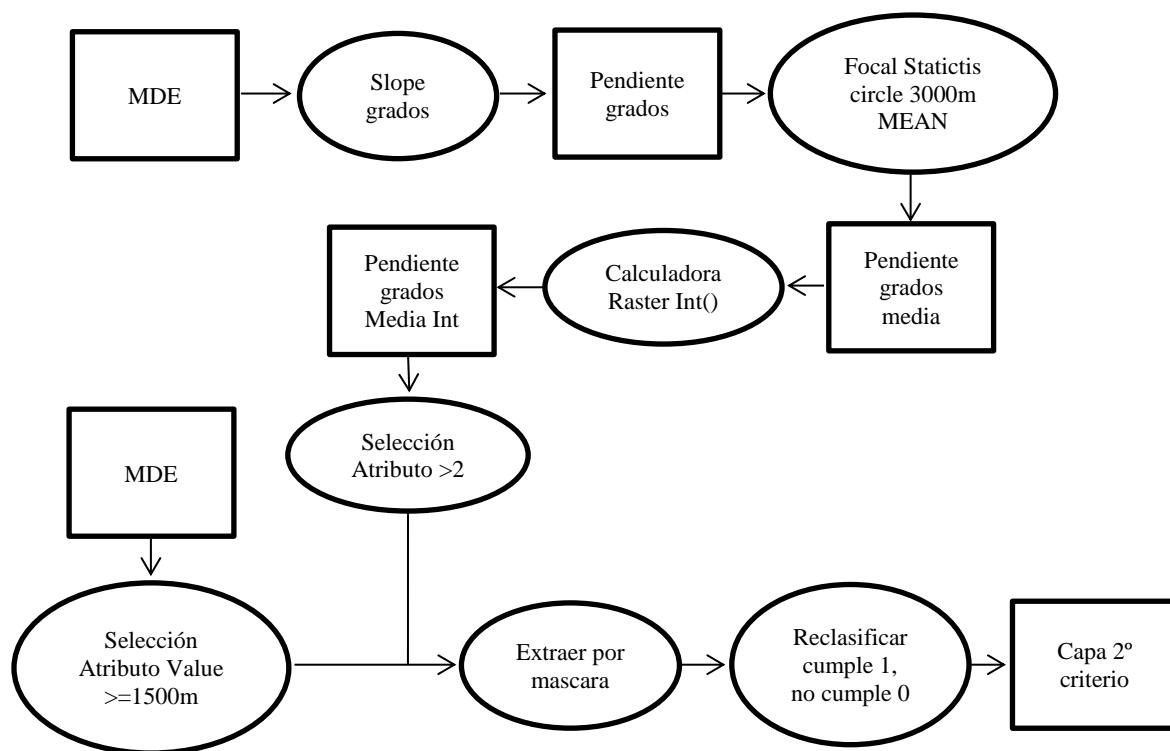 MDE
Slope
grados
Pendiente
grados
Focal Statictis
circle 3000m
MEAN
Pendiente
grados
media
Calculadora
Raster Int()
Pendiente
grados
Media Int
Selección
Atributo >2
MDE
Selección
Atributo Value
>=1500m
Extraer por
mascara
Reclasificar
cumple 1,
no cumple 0
Capa 2º
criterio